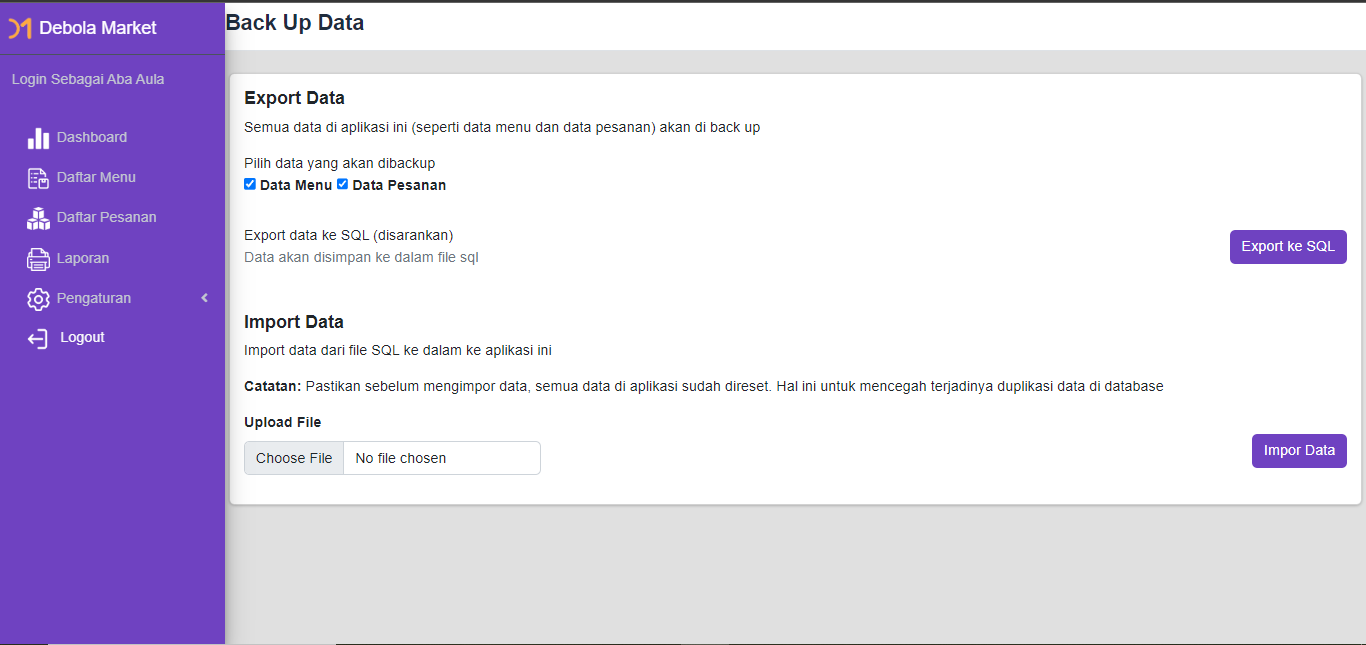 Debola Market
Login Sebagai Aba Aula
Dashboard
Daftar Menu
Daftar Pesanan
Laporan
Pengaturan
Logout
Back Up Data
Export Data
Semua data di aplikasi ini (seperti data menu dan data pesanan) akan di back up
Pilih data yang akan dibackup
Data Menu Data Pesanan
Export data ke SQL (disarankan)
Data akan disimpan ke dalam file sql
Export ke SQL
Import Data
Import data dari file SQL ke dalam ke aplikasi ini
Catatan: Pastikan sebelum mengimpor data, semua data di aplikasi sudah direset. Hal ini untuk mencegah terjadinya duplikasi data di database
Upload File
Choose File No file chosen
Impor Data